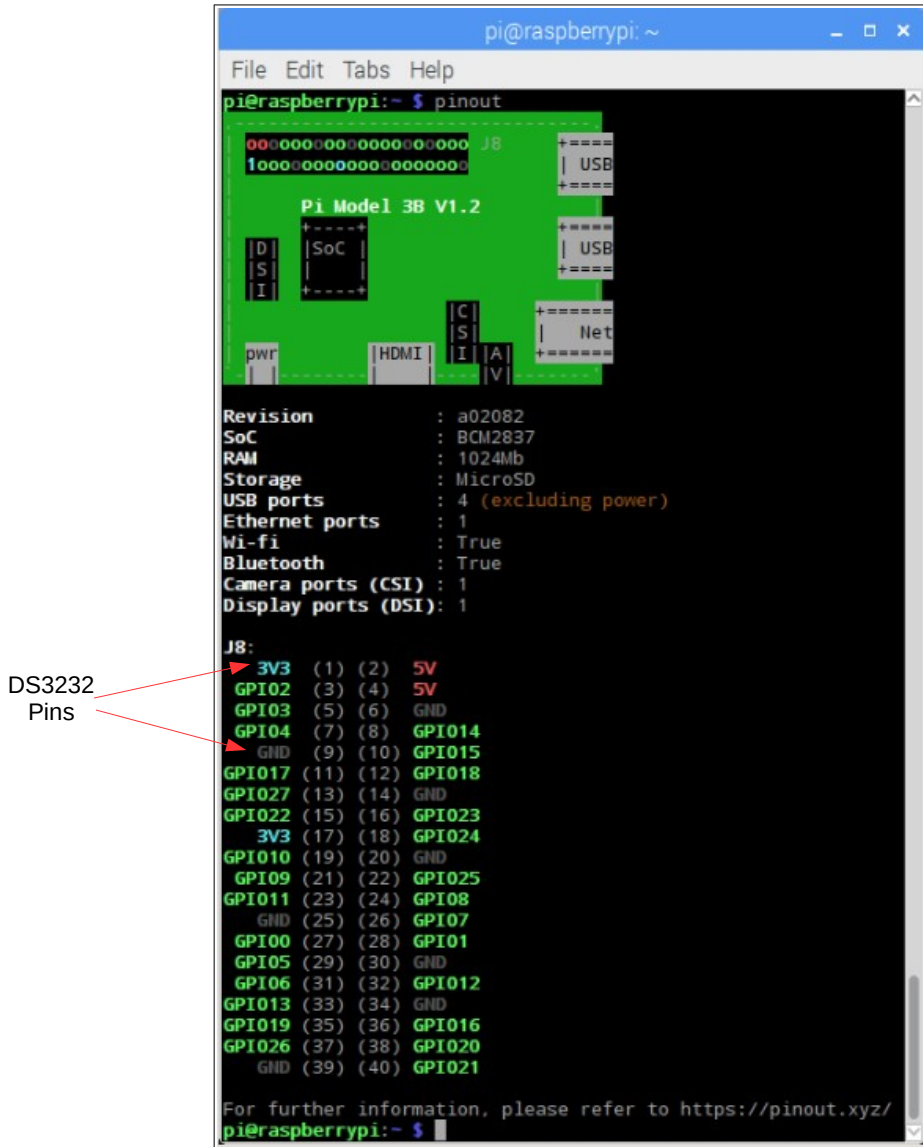 pi@raspberrypi: ~
File Edit Tabs Help
pi@raspberrypi:~ $ pinout
oooooooooooooooooooo J8
1ooooooooooooooooooo
+====
| USB
+====
Pi Model 3B V1.2
+----+
|D| |SoC |
|S| | |
|I| +----+
+====
| USB
+====
|C|
|S|
|I| |A|
|V|
+======
| Net
+======
pwr
| |
|HDMI|
| |
Revision : a02082
SoC : BCM2837
RAM : 1024Mb
Storage : MicroSD
USB ports : 4 (excluding power)
Ethernet ports : 1
Wi-fi : True
Bluetooth : True
Camera ports (CSI) : 1
Display ports (DSI): 1
J8:
DS3232
Pins
3V3 (1) (2) 5V
GPIO2 (3) (4) 5V
GPIO3 (5) (6) GND
GPIO4 (7) (8) GPIO14
GND (9) (10) GPIO15
GPIO17 (11) (12) GPIO18
GPIO27 (13) (14) GND
GPIO22 (15) (16) GPIO23
3V3 (17) (18) GPIO24
GPIO10 (19) (20) GND
GPIO9 (21) (22) GPIO25
GPIO11 (23) (24) GPIO8
GND (25) (26) GPIO7
GPIO0 (27) (28) GPIO1
GPIO5 (29) (30) GND
GPIO6 (31) (32) GPIO12
GPIO13 (33) (34) GND
GPIO19 (35) (36) GPIO16
GPIO26 (37) (38) GPIO20
GND (39) (40) GPIO21
For further information, please refer to https://pinout.xyz/
pi@raspberrypi:~ $